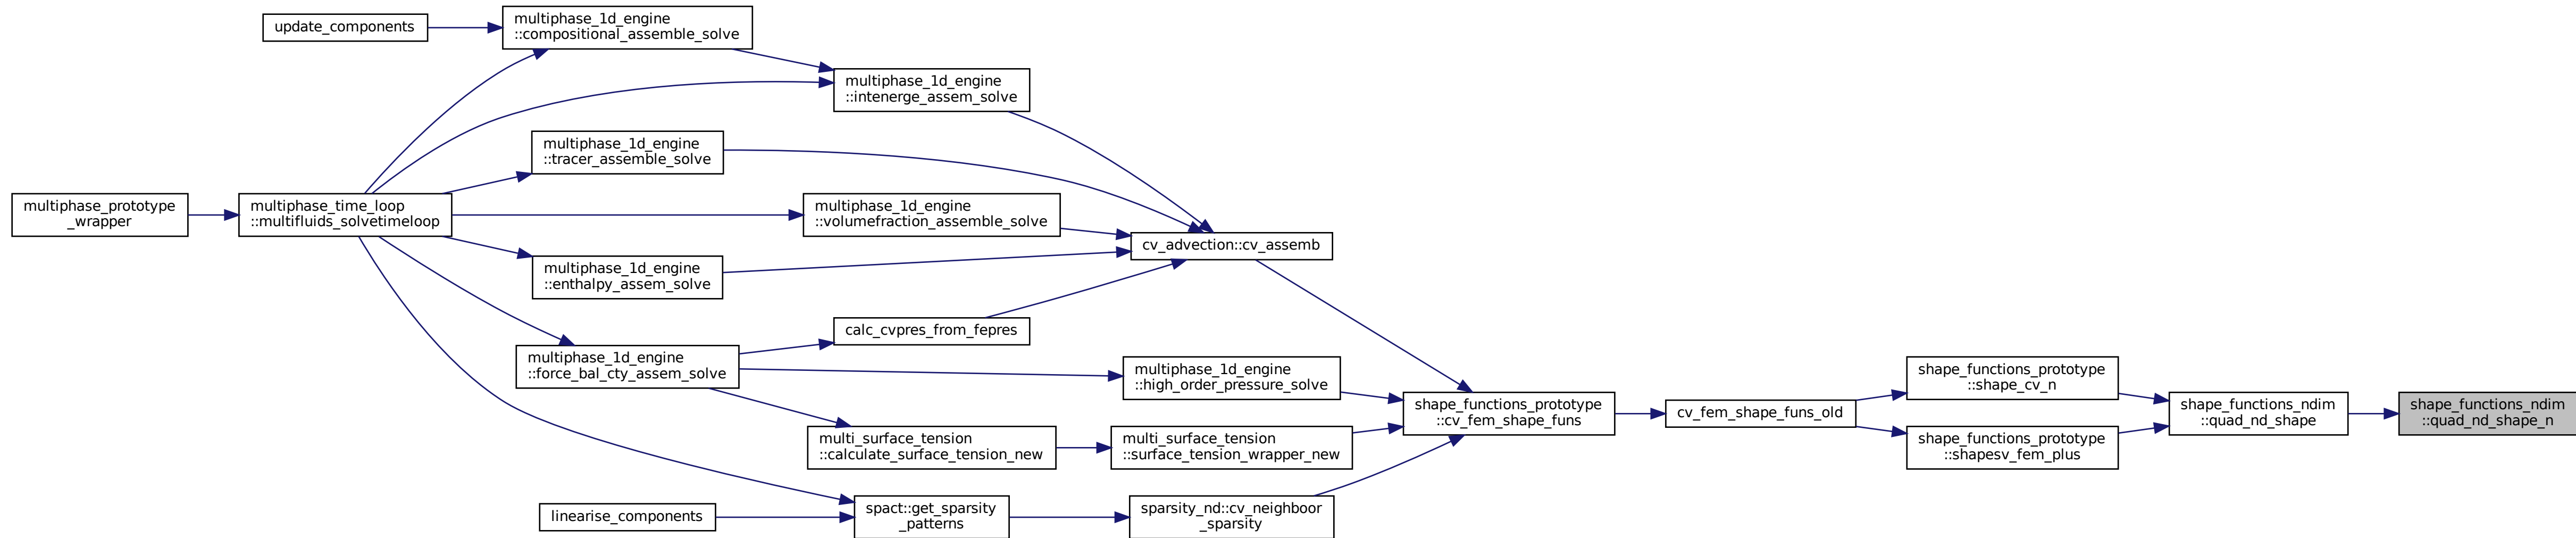 update_components
multiphase_1d_engine
::compositional_assemble_solve
multiphase_1d_engine
::intenerge_assem_solve
multiphase_1d_engine
::tracer_assemble_solve
multiphase_prototype
_wrapper
multiphase_time_loop
::multifluids_solvetimeloop
multiphase_1d_engine
::volumefraction_assemble_solve
cv_advection::cv_assemb
multiphase_1d_engine
::enthalpy_assem_solve
calc_cvpres_from_fepres
multiphase_1d_engine
::force_bal_cty_assem_solve
multiphase_1d_engine
::high_order_pressure_solve
shape_functions_prototype
::cv_fem_shape_funs
cv_fem_shape_funs_old
shape_functions_prototype
::shape_cv_n
shape_functions_ndim
::quad_nd_shape
shape_functions_ndim
::quad_nd_shape_n
multi_surface_tension
::calculate_surface_tension_new
multi_surface_tension
::surface_tension_wrapper_new
shape_functions_prototype
::shapesv_fem_plus
linearise_components
spact::get_sparsity
_patterns
sparsity_nd::cv_neighboor
_sparsity